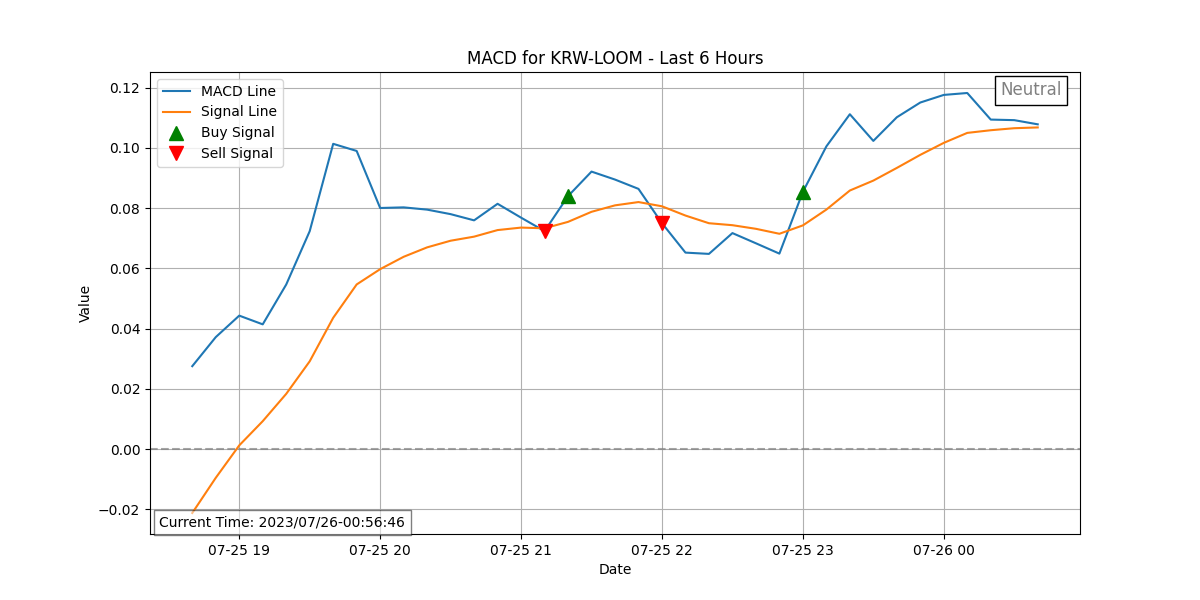 MACD for KRW-LOOM - Last 6 Hours
MACD Line
Signal Line
Buy Signal
Sell Signal
Neutral
0.12
0.10
0.08
0.06
0.04
0.02
0.00
−0.02
Value
Current Time: 2023/07/26-00:56:46
07-25 19
07-25 20
07-25 21
07-25 22
07-25 23
07-26 00
Date